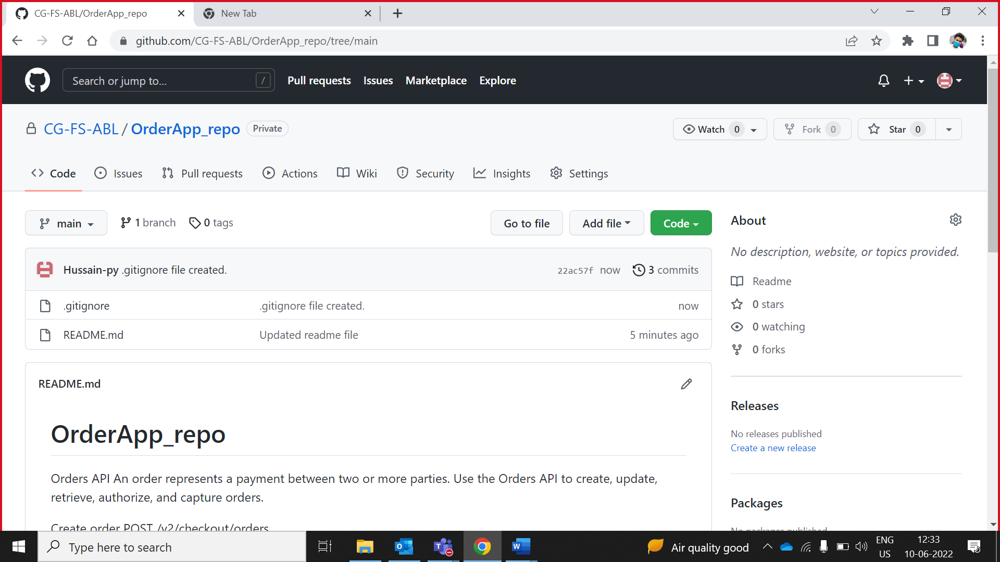 CG-FS-ABL/OrderApp_repo
New Tab
github.com/CG-FS-ABL/OrderApp_repo/tree/main
Search or jump to... /
Pull requests Issues Marketplace Explore
CG-FS-ABL / OrderApp_repo Private
Watch 0 Fork 0 Star 0
Code Issues Pull requests Actions Wiki Security Insights Settings
main 1 branch 0 tags Go to file Add file Code
Hussain-py .gitignore file created. 22ac57f now 3 commits
.gitignore .gitignore file created. now
README.md Updated readme file 5 minutes ago
README.md
OrderApp_repo
Orders API An order represents a payment between two or more parties. Use the Orders API to create, update,
retrieve, authorize, and capture orders.
Create order POST /v2/checkout/orders
About
No description, website, or topics provided.
Readme
0 stars
0 watching
0 forks
Releases
No releases published
Create a new release
Packages
No packages published
Type here to search
Air quality good
ENG
US
12:33
10-06-2022